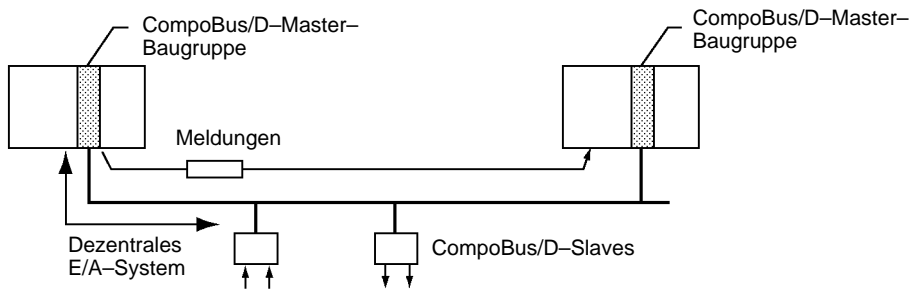 CompoBus/D–Master–
Baugruppe
CompoBus/D–Master–
Baugruppe
Meldungen
Dezentrales
E/A–System
CompoBus/D–Slaves